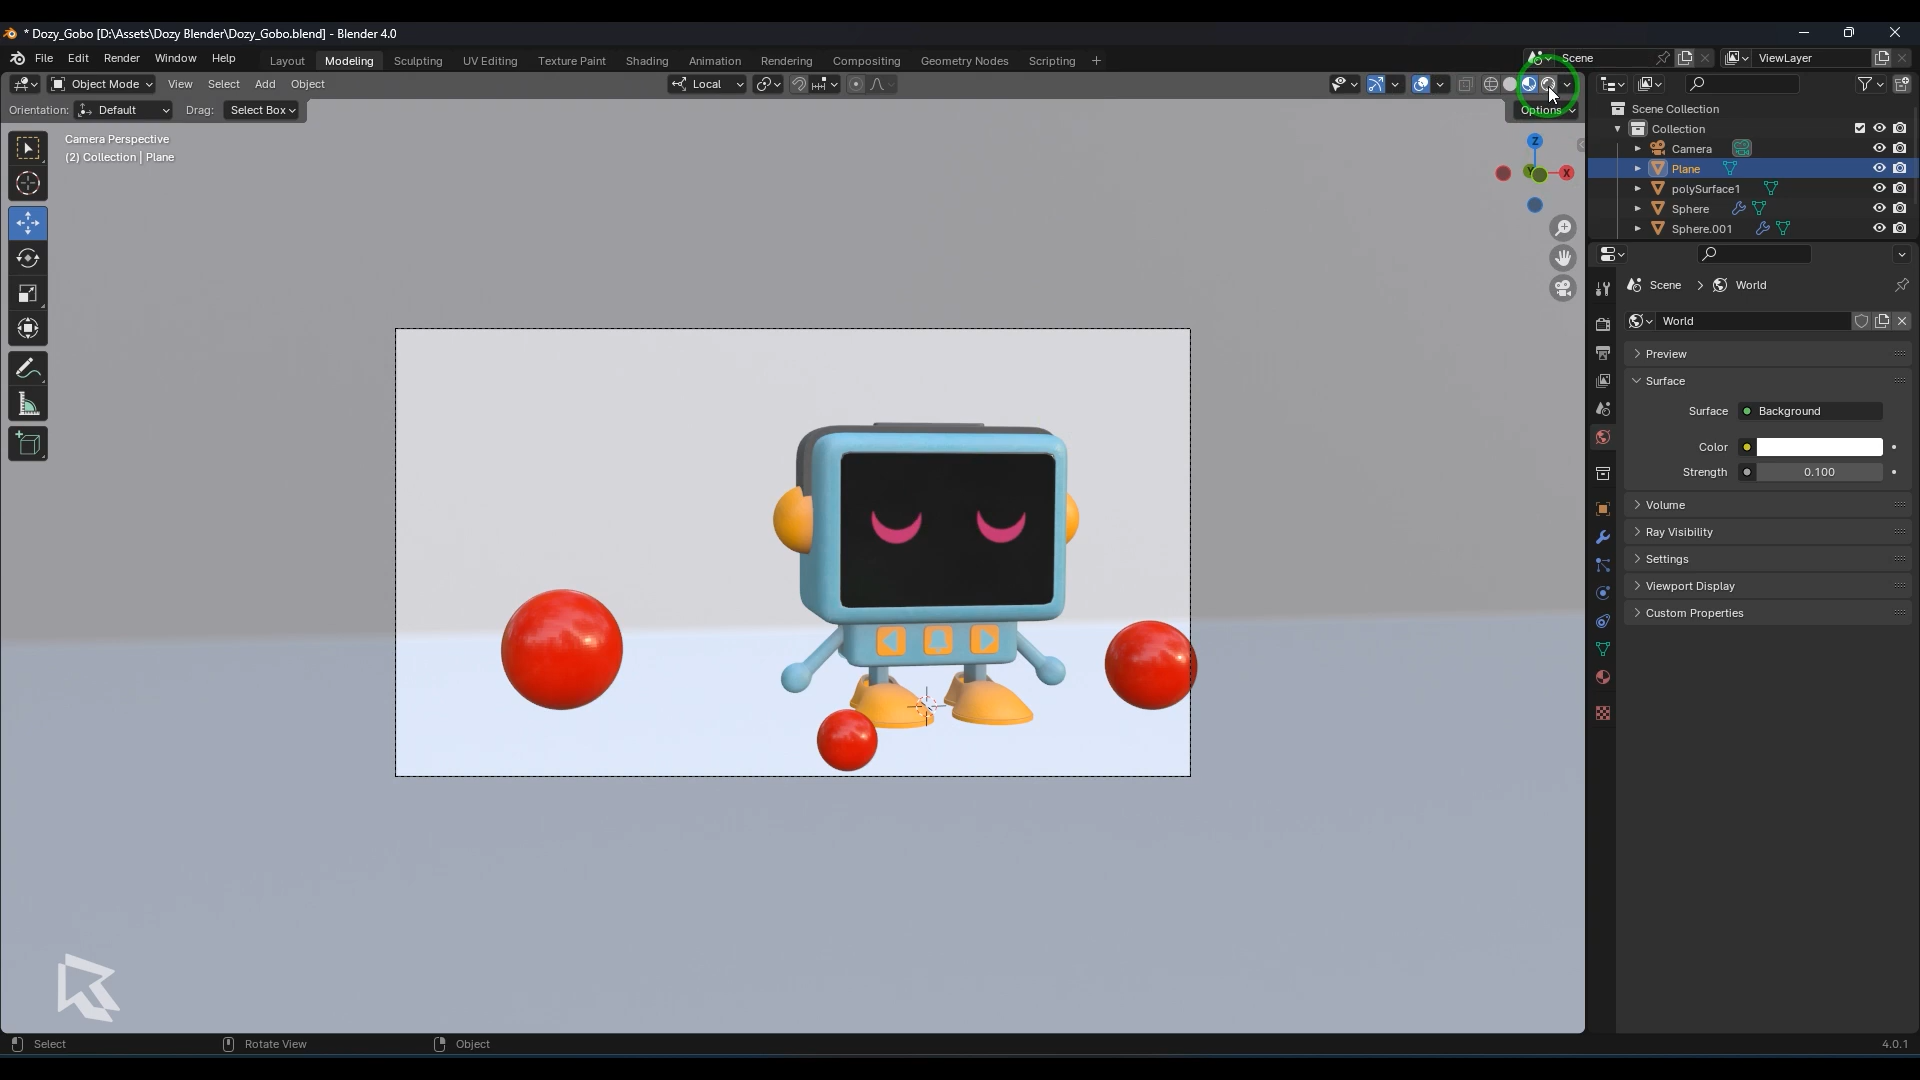 * Dozy_Gobo [D:\Assets\Dozy Blender\Dozy_Gobo.blend] - Blender 4.0
File Edit Render Window Help Layout Modeling Sculpting UV Editing Texture Paint Shading Animation Rendering Compositing Geometry Nodes Scripting + Scene ViewLayer
Object Mode View Select Add Object Local
Orientation: Default Drag: Select Box Options
Camera Perspective
(2) Collection | Plane
Z
Y X
Scene Collection
Collection
Camera
Plane
polySurface1
Sphere
Sphere.001
Scene > World
World
Preview
Surface
Surface Background
Color
Strength 0.100
Volume
Ray Visibility
Settings
Viewport Display
Custom Properties
Select Rotate View Object 4.0.1